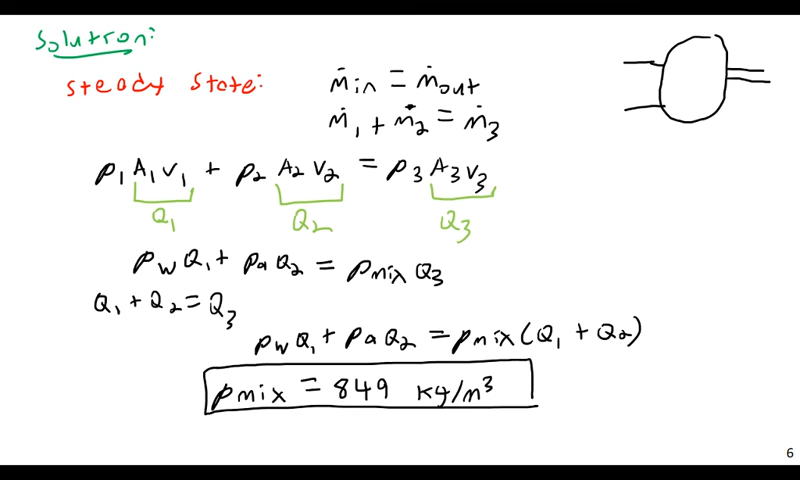 Solution:
steady state: ṁin = ṁout
ṁ1 + ṁ2 = ṁ3
ρ1 A1 V1 + ρ2 A2 V2 = ρ3 A3 V3
Q1 Q2 Q3
ρw Q1 + ρa Q2 = ρmix Q3
Q1 + Q2 = Q3
ρw Q1 + ρa Q2 = ρmix (Q1 + Q2)
ρmix = 849 kg/m³
6